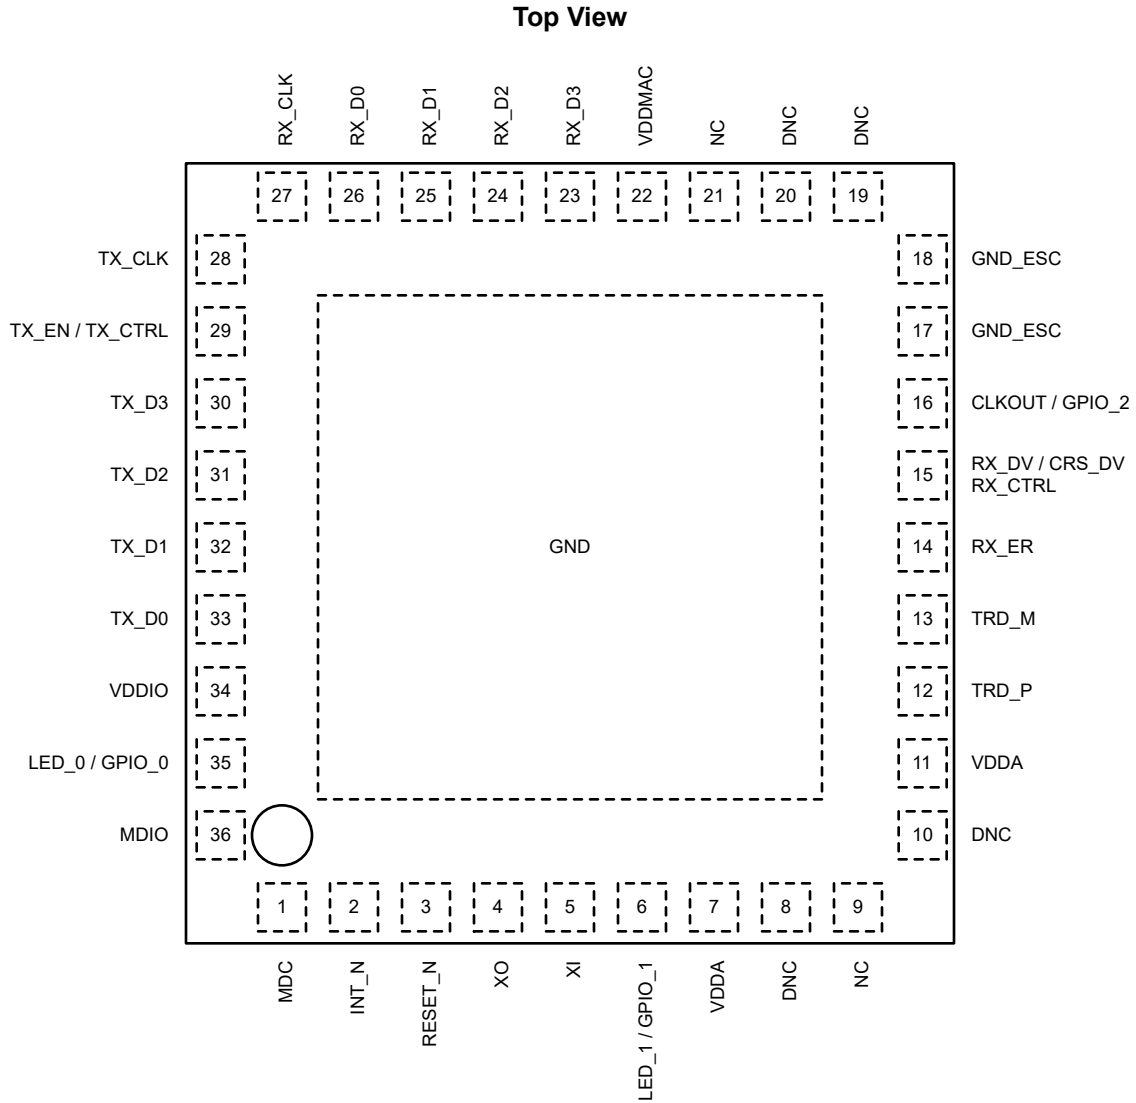 Top View
RX_CLK
RX_D0
RX_D1
RX_D2
RX_D3
VDDMAC
NC
DNC
DNC
27
26
25
24
23
22
21
20
19
TX_CLK
28
18
GND_ESC
TX_EN / TX_CTRL
29
17
GND_ESC
TX_D3
30
16
CLKOUT / GPIO_2
TX_D2
31
15
RX_DV / CRS_DV
RX_CTRL
TX_D1
32
GND
14
RX_ER
TX_D0
33
13
TRD_M
VDDIO
34
12
TRD_P
LED_0 / GPIO_0
35
11
VDDA
MDIO
36
10
DNC
1
2
3
4
5
6
7
8
9
MDC
INT_N
RESET_N
XO
XI
LED_1 / GPIO_1
VDDA
DNC
NC